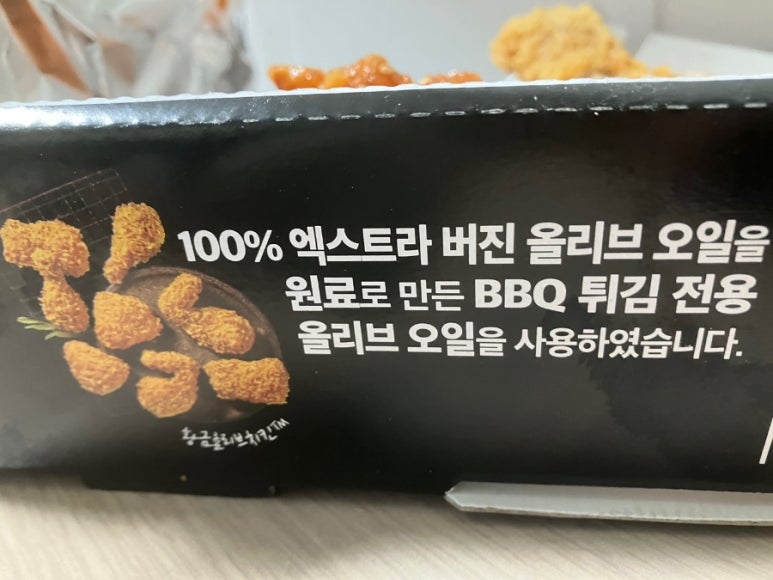 100% 엑스트라 버진 올리브 오일을
원료로 만든 BBQ 튀김 전용
올리브 오일을 사용하였습니다.
황금올리브치킨TM